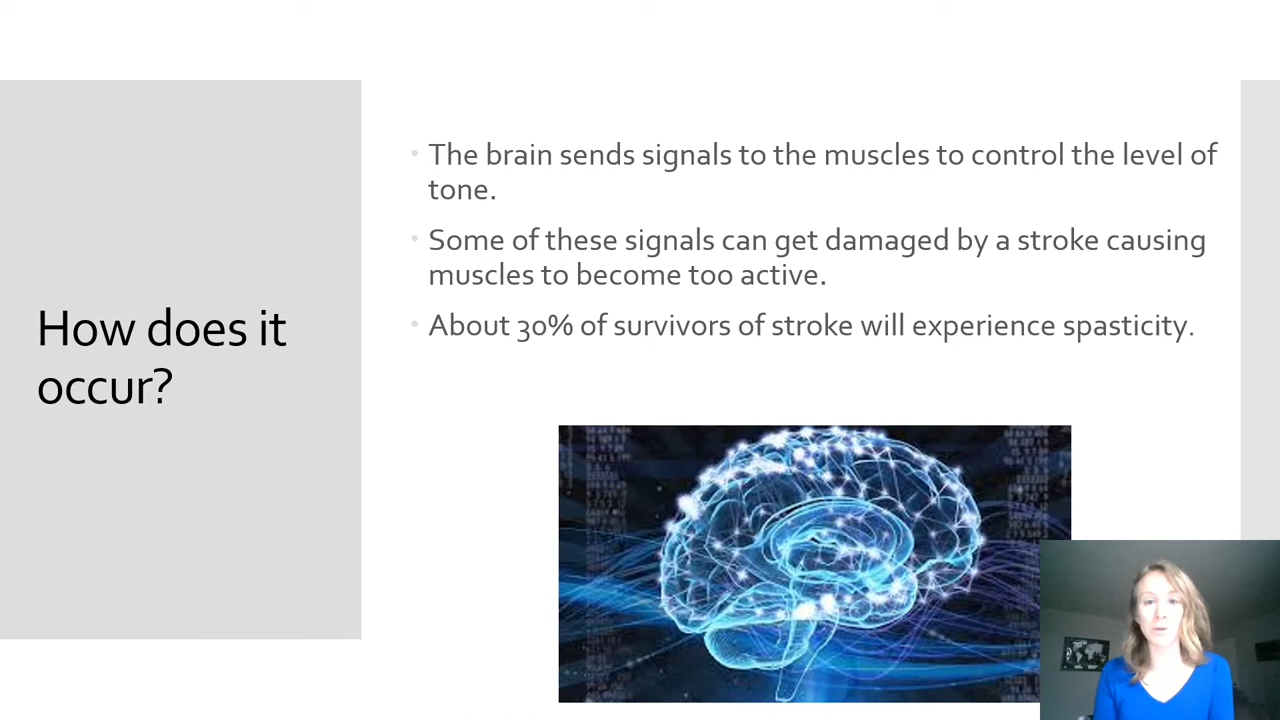 How does it
occur?
The brain sends signals to the muscles to control the level of
tone.
Some of these signals can get damaged by a stroke causing
muscles to become too active.
About 30% of survivors of stroke will experience spasticity.